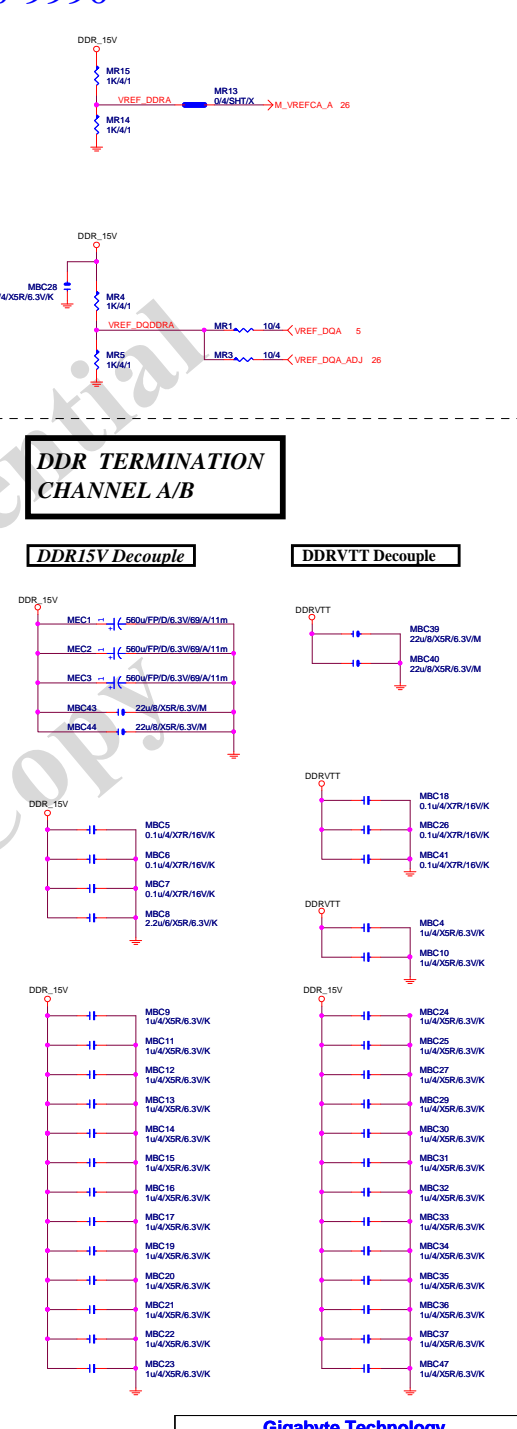 DDR_15V
MR15
1K/4/1
VREF_DDRA
MR13
0/4/SHT/X
M_VREFCA_A 26
MR14
1K/4/1
DDR_15V
MBC28
/4/X5R/6.3V/K
MR4
1K/4/1
VREF_DQDDRA
MR1 10/4 VREF_DQA 5
MR5
1K/4/1
MR3 10/4 VREF_DQA_ADJ 26
DDR TERMINATION
CHANNEL A/B
DDR15V Decouple
DDR_15V
MEC1 1 + 560u/FP/D/6.3V/69/A/11m
MEC2 1 + 560u/FP/D/6.3V/69/A/11m
MEC3 1 + 560u/FP/D/6.3V/69/A/11m
MBC43 22u/8/X5R/6.3V/M
MBC44 22u/8/X5R/6.3V/M
DDRVTT Decouple
DDRVTT
MBC39
22u/8/X5R/6.3V/M
MBC40
22u/8/X5R/6.3V/M
DDR_15V
MBC5
0.1u/4/X7R/16V/K
MBC6
0.1u/4/X7R/16V/K
MBC7
0.1u/4/X7R/16V/K
MBC8
2.2u/6/X5R/6.3V/K
DDRVTT
MBC18
0.1u/4/X7R/16V/K
MBC26
0.1u/4/X7R/16V/K
MBC41
0.1u/4/X7R/16V/K
DDRVTT
MBC4
1u/4/X5R/6.3V/K
MBC10
1u/4/X5R/6.3V/K
DDR_15V
MBC9
1u/4/X5R/6.3V/K
MBC11
1u/4/X5R/6.3V/K
MBC12
1u/4/X5R/6.3V/K
MBC13
1u/4/X5R/6.3V/K
MBC14
1u/4/X5R/6.3V/K
MBC15
1u/4/X5R/6.3V/K
MBC16
1u/4/X5R/6.3V/K
MBC17
1u/4/X5R/6.3V/K
MBC19
1u/4/X5R/6.3V/K
MBC20
1u/4/X5R/6.3V/K
MBC21
1u/4/X5R/6.3V/K
MBC22
1u/4/X5R/6.3V/K
MBC23
1u/4/X5R/6.3V/K
DDR_15V
MBC24
1u/4/X5R/6.3V/K
MBC25
1u/4/X5R/6.3V/K
MBC27
1u/4/X5R/6.3V/K
MBC29
1u/4/X5R/6.3V/K
MBC30
1u/4/X5R/6.3V/K
MBC31
1u/4/X5R/6.3V/K
MBC32
1u/4/X5R/6.3V/K
MBC33
1u/4/X5R/6.3V/K
MBC34
1u/4/X5R/6.3V/K
MBC35
1u/4/X5R/6.3V/K
MBC36
1u/4/X5R/6.3V/K
MBC37
1u/4/X5R/6.3V/K
MBC47
1u/4/X5R/6.3V/K
ential
Copy
Gigabyte Technology